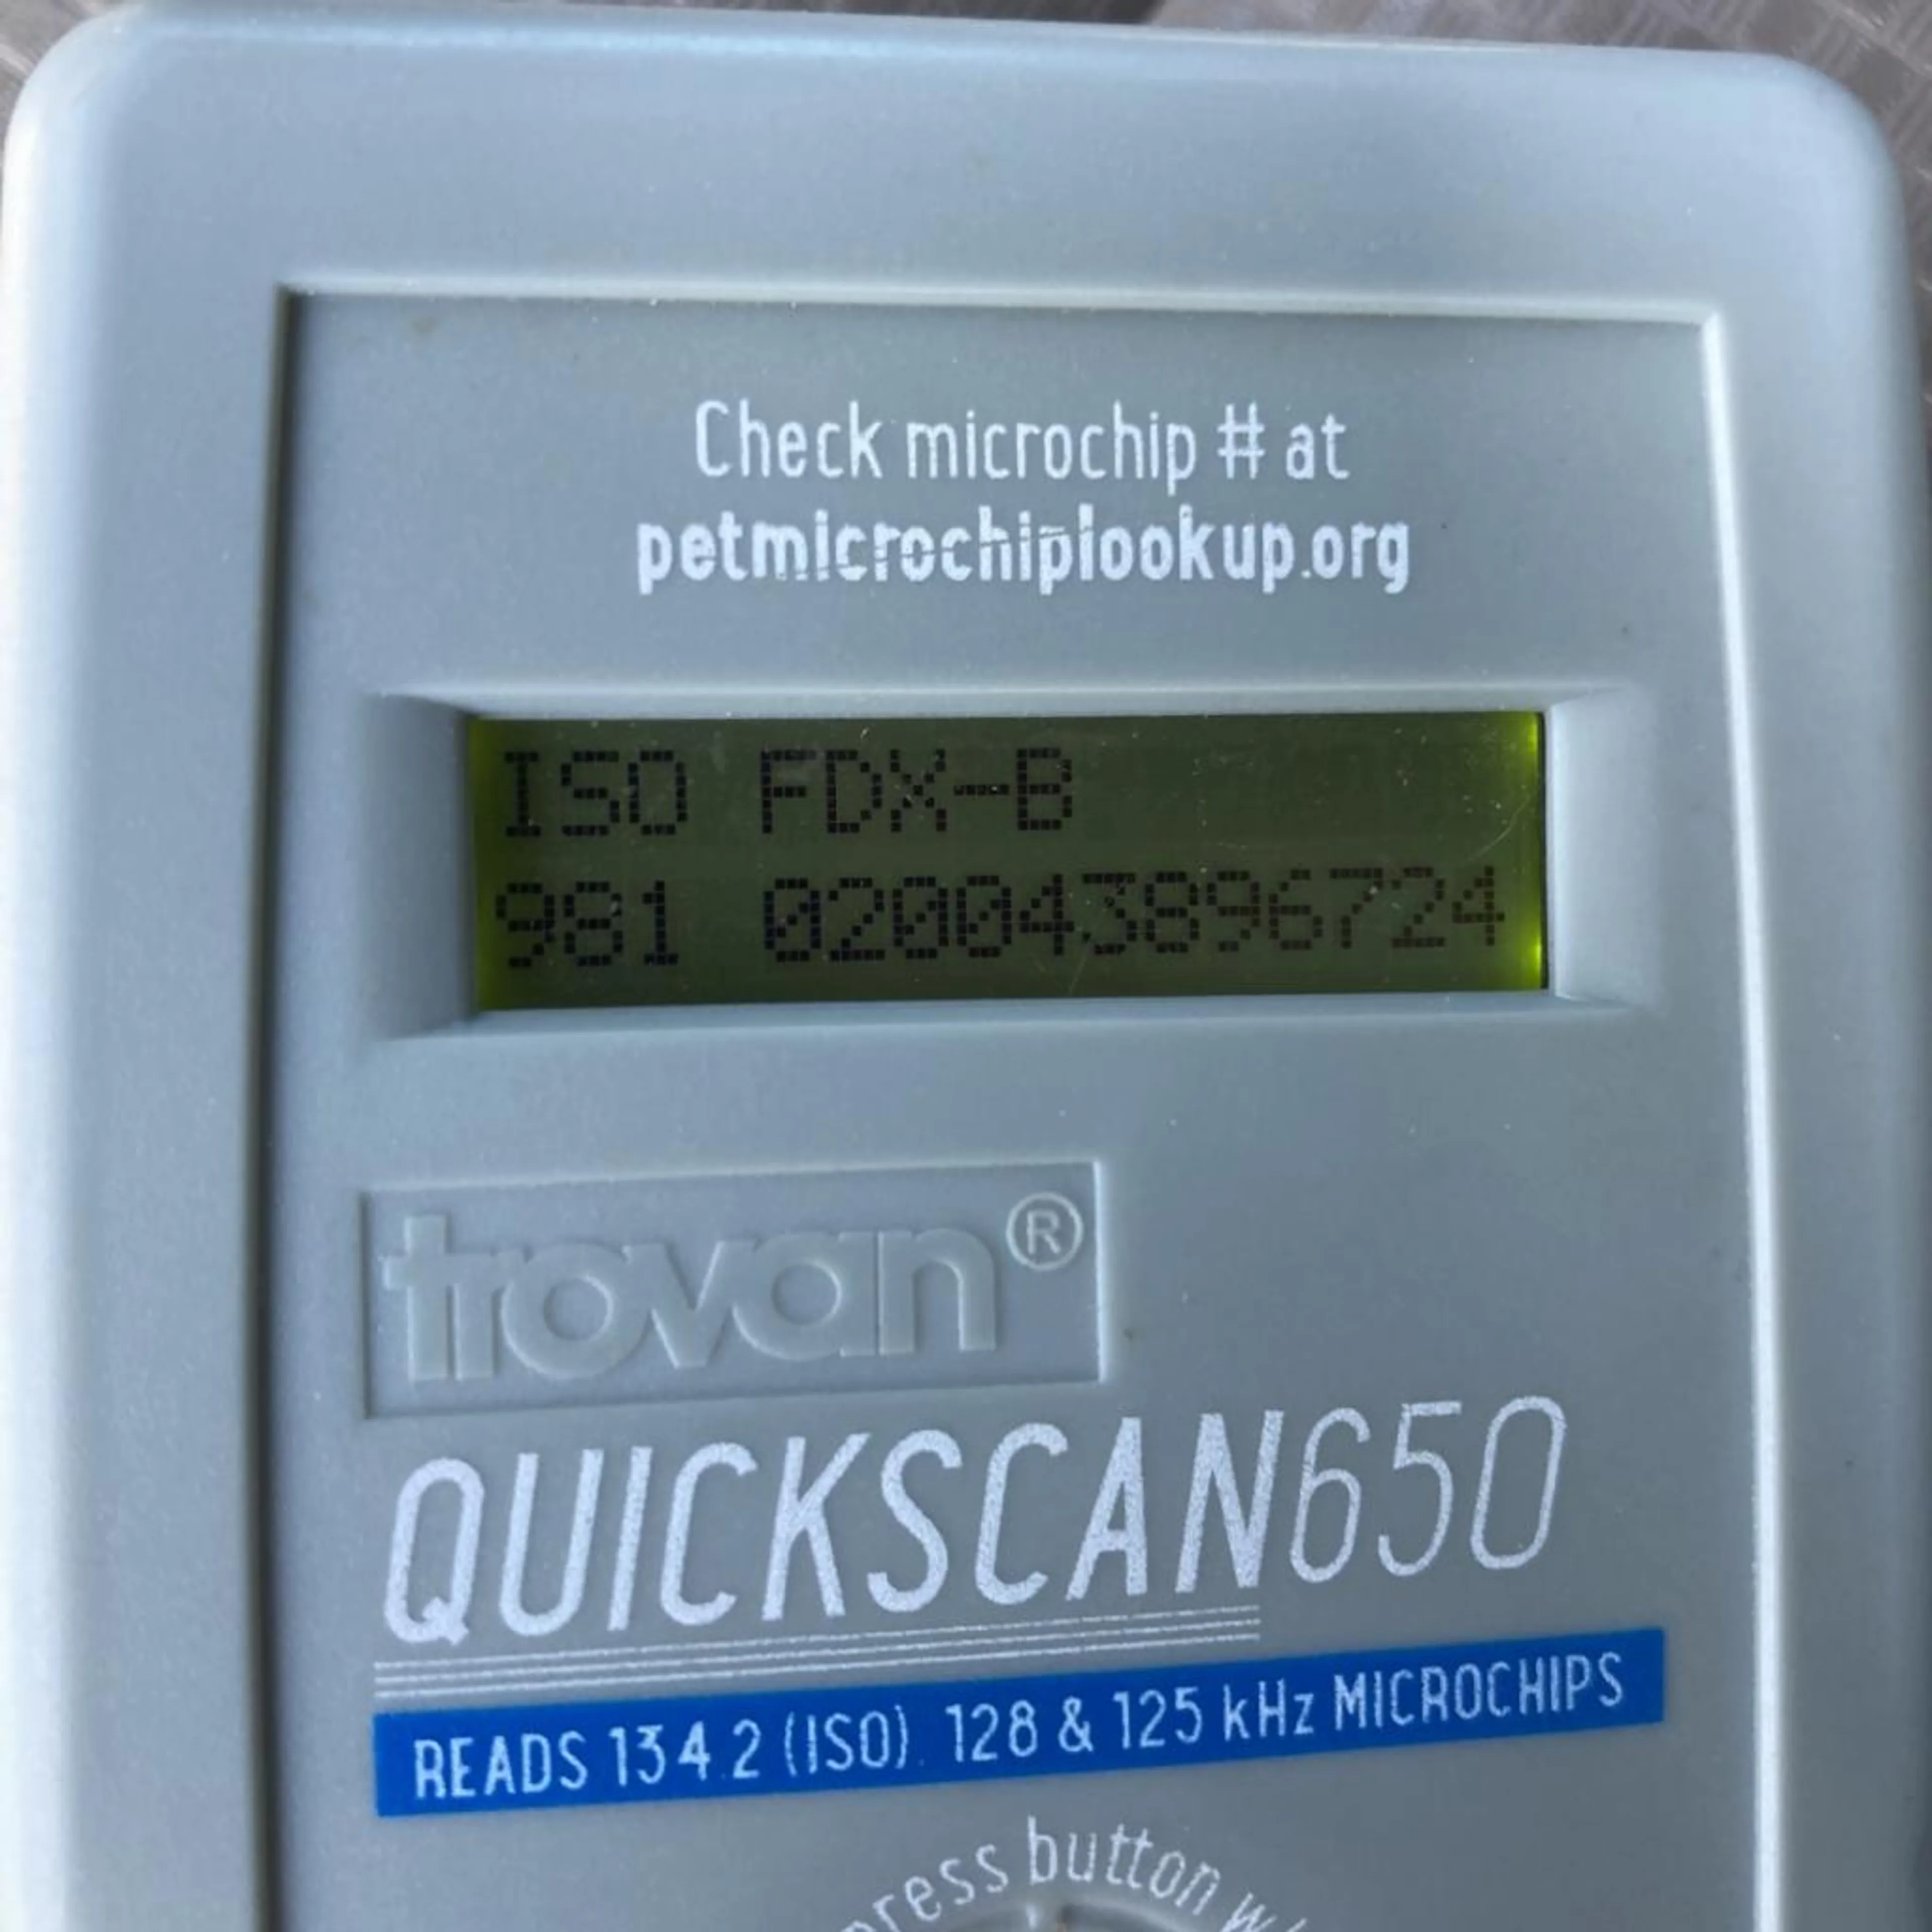 Check microchip # at
petmicrochiplookup.org
ISO FDX-B
981 020043896724
trovan®
QUICKSCAN650
READS 134.2 (ISO). 128 & 125 kHz MICROCHIPS
press button